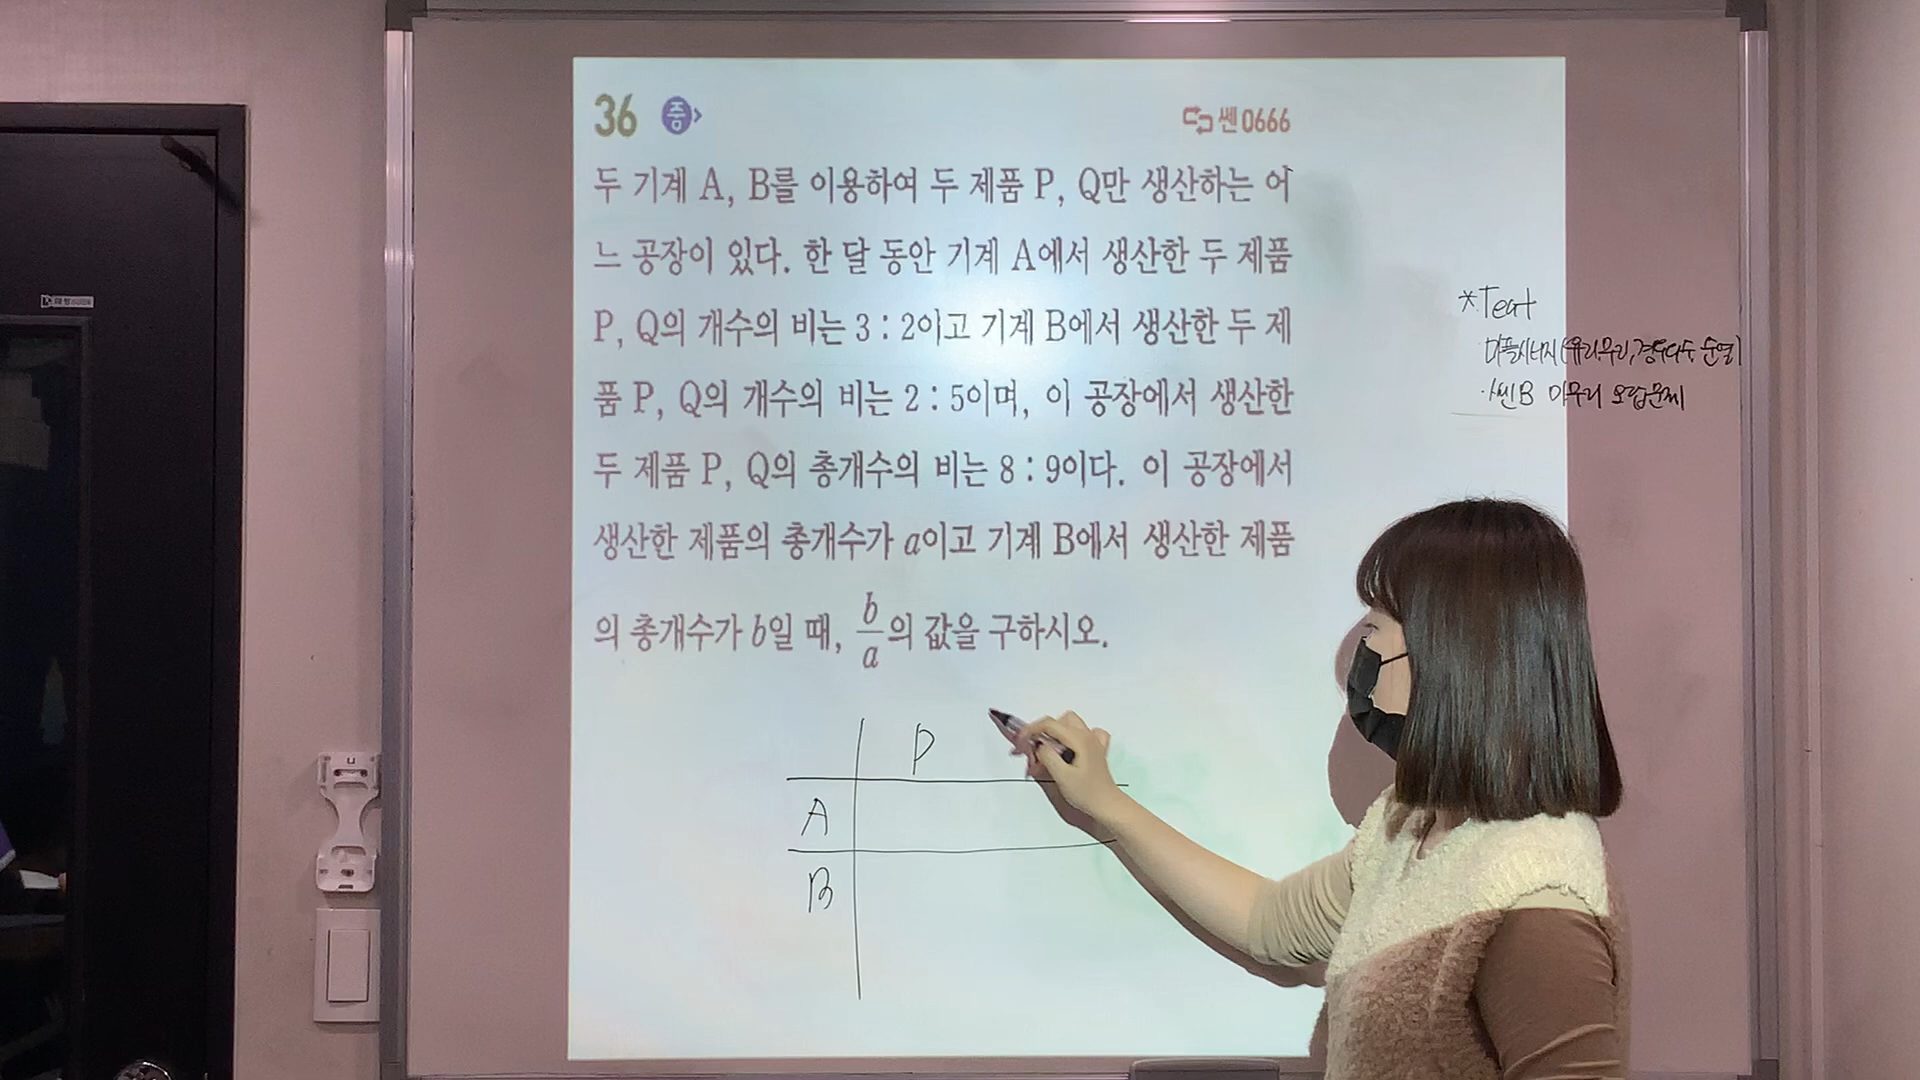 36 중
쎈 0666
두 기계 A, B를 이용하여 두 제품 P, Q만 생산하는 어
느 공장이 있다. 한 달 동안 기계 A에서 생산한 두 제품
P, Q의 개수의 비는 3 : 2이고 기계 B에서 생산한 두 제
품 P, Q의 개수의 비는 2 : 5이며, 이 공장에서 생산한
두 제품 P, Q의 총개수의 비는 8 : 9이다. 이 공장에서
생산한 제품의 총개수가 a이고 기계 B에서 생산한 제품
의 총개수가 b일 때, b/a의 값을 구하시오.
P
A
B
*Test
쎈B 마무리 오답문제